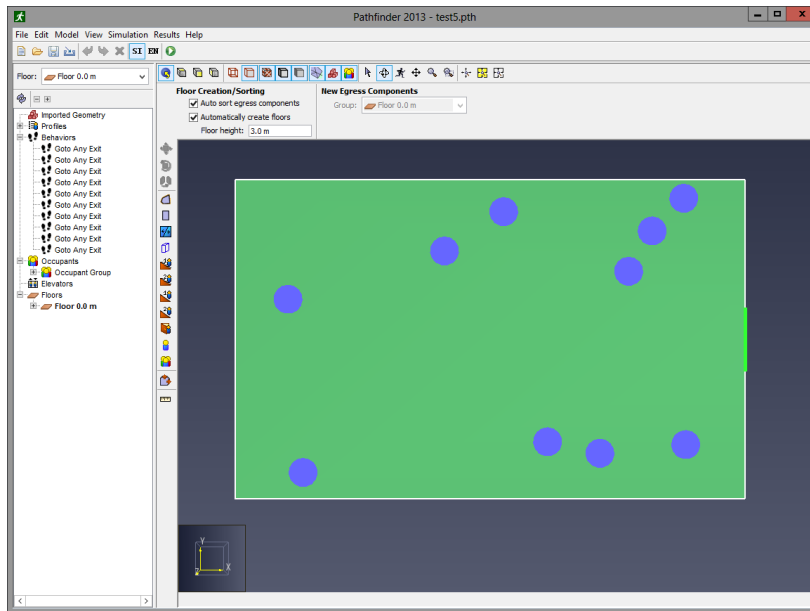 Pathfinder 2013 - test5.pth
File Edit Model View Simulation Results Help
SI EN
Floor: Floor 0.0 m
Floor Creation/Sorting
Auto sort egress components
Automatically create floors
Floor height: 3.0 m
New Egress Components
Group: Floor 0.0 m
Imported Geometry
Profiles
Behaviors
Goto Any Exit
Goto Any Exit
Goto Any Exit
Goto Any Exit
Goto Any Exit
Goto Any Exit
Goto Any Exit
Goto Any Exit
Goto Any Exit
Goto Any Exit
Occupants
Occupant Group
Elevators
Floors
Floor 0.0 m
Y
X
Z